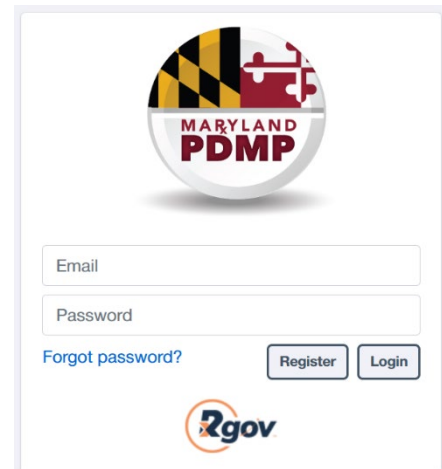 MARYLAND
PDMP
Email
Password
Forgot password?
Register
Login
Rgov